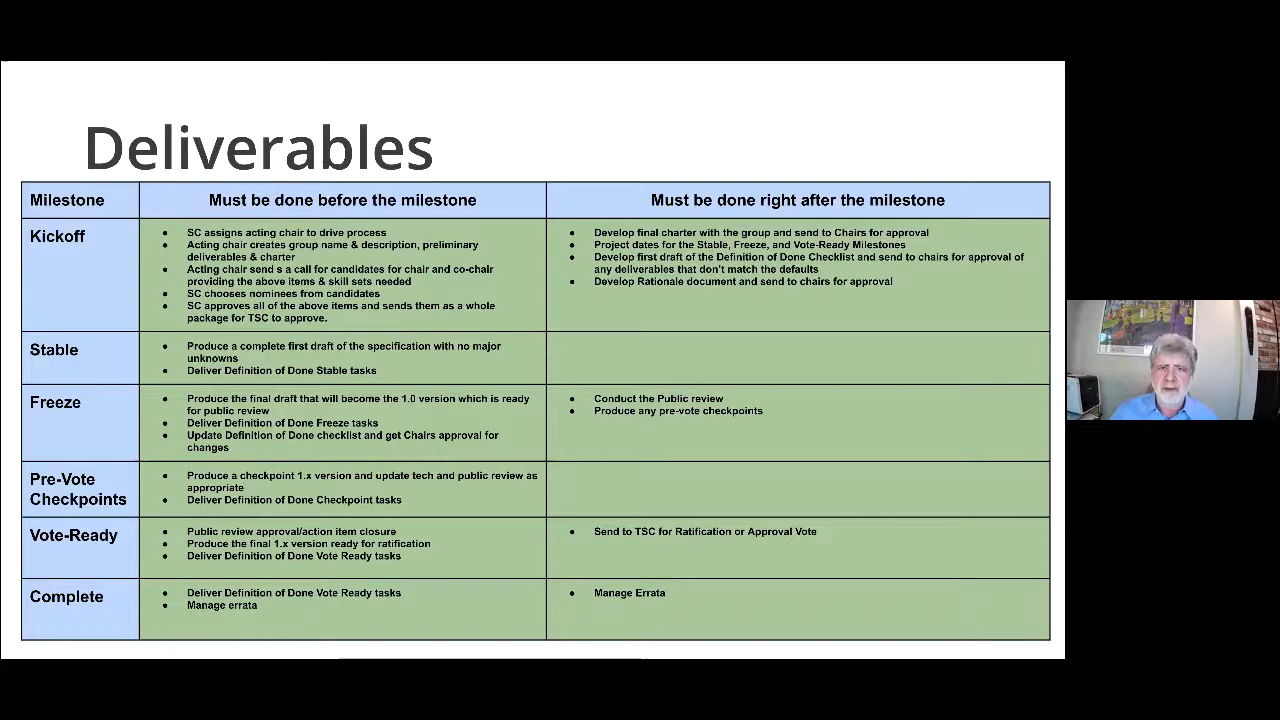 Deliverables
Milestone
Must be done before the milestone
Must be done right after the milestone
Kickoff
● SC assigns acting chair to drive process
● Acting chair creates group name & description, preliminary
deliverables & charter
● Acting chair send s a call for candidates for chair and co-chair
providing the above items & skill sets needed
● SC chooses nominees from candidates
● SC approves all of the above items and sends them as a whole
package for TSC to approve.
● Develop final charter with the group and send to Chairs for approval
● Project dates for the Stable, Freeze, and Vote-Ready Milestones
● Develop first draft of the Definition of Done Checklist and send to chairs for approval of
any deliverables that don't match the defaults
● Develop Rationale document and send to chairs for approval
Stable
● Produce a complete first draft of the specification with no major
unknowns
● Deliver Definition of Done Stable tasks
Freeze
● Produce the final draft that will become the 1.0 version which is ready
for public review
● Deliver Definition of Done Freeze tasks
● Update Definition of Done checklist and get Chairs approval for
changes
● Conduct the Public review
● Produce any pre-vote checkpoints
Pre-Vote
Checkpoints
● Produce a checkpoint 1.x version and update tech and public review as
appropriate
● Deliver Definition of Done Checkpoint tasks
Vote-Ready
● Public review approval/action item closure
● Produce the final 1.x version ready for ratification
● Deliver Definition of Done Vote Ready tasks
● Send to TSC for Ratification or Approval Vote
Complete
● Deliver Definition of Done Vote Ready tasks
● Manage errata
● Manage Errata